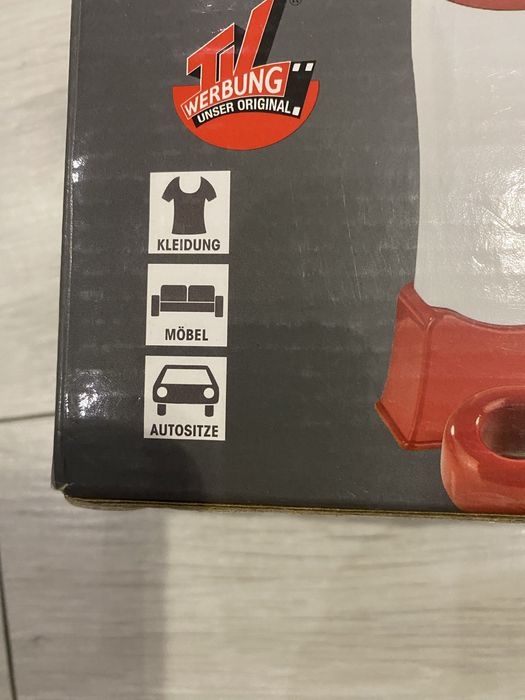 TV
WERBUNG
UNSER ORIGINAL
KLEIDUNG
MÖBEL
AUTOSITZE